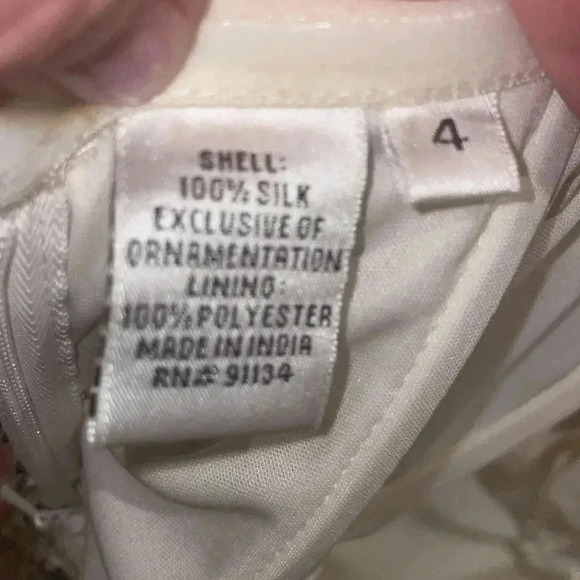 SHELL:
100% SILK
EXCLUSIVE OF
ORNAMENTATION
LINING:
100% POLYESTER
MADE IN INDIA
RN# 91134
4